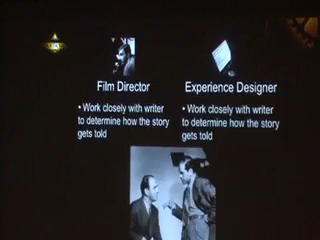 Film Director
Experience Designer
• Work closely with writer
to determine how the story
gets told
• Work closely with writer
to determine how the story
gets told